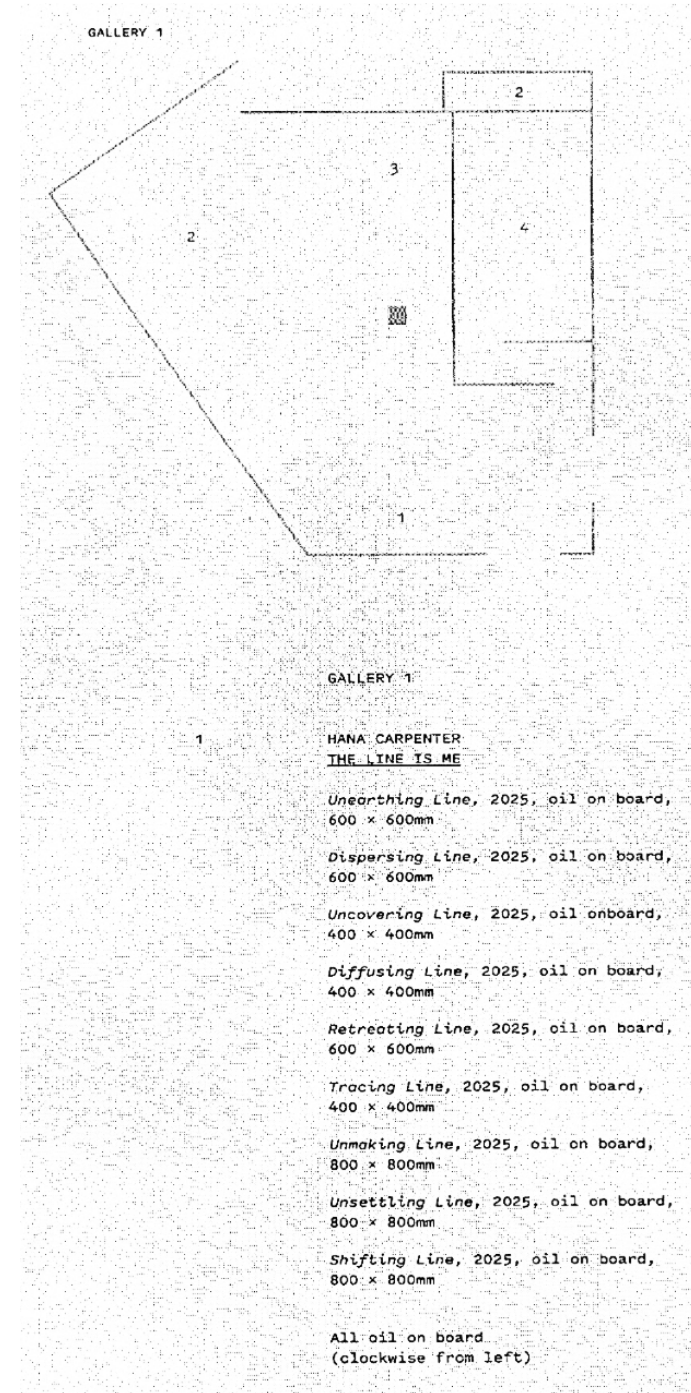 GALLERY 1
2
3
4
2
1
GALLERY 1
1
HANA CARPENTER
THE LINE IS ME
Unearthing Line, 2025, oil on board,
600 × 600mm
Dispersing Line, 2025, oil on board,
600 × 600mm
Uncovering Line, 2025, oil onboard,
400 × 400mm
Diffusing Line, 2025, oil on board,
400 × 400mm
Retreating Line, 2025, oil on board,
600 × 600mm
Tracing Line, 2025, oil on board,
400 × 400mm
Unmaking Line, 2025, oil on board,
800 × 800mm
Unsettling Line, 2025, oil on board,
800 × 800mm
Shifting Line, 2025, oil on board,
800 × 800mm
All oil on board
(clockwise from left)